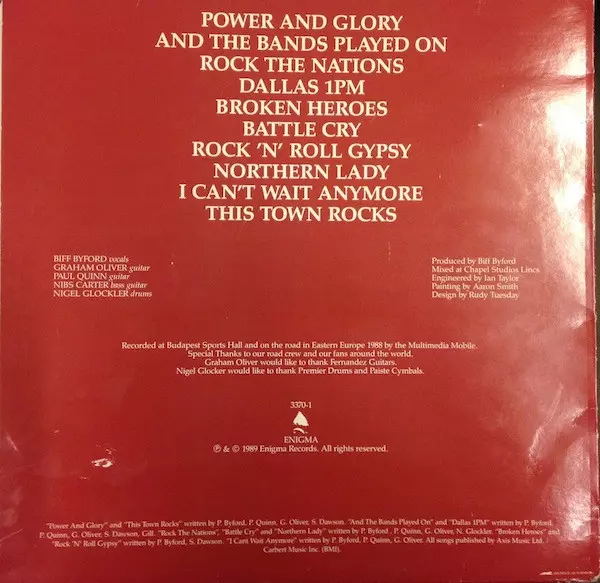 POWER AND GLORY
AND THE BANDS PLAYED ON
ROCK THE NATIONS
DALLAS 1PM
BROKEN HEROES
BATTLE CRY
ROCK 'N' ROLL GYPSY
NORTHERN LADY
I CAN'T WAIT ANYMORE
THIS TOWN ROCKS
BIFF BYFORD vocals
GRAHAM OLIVER guitar
PAUL QUINN guitar
NIBS CARTER bass guitar
NIGEL GLOCKLER drums
Produced by Biff Byford
Mixed at Chapel Studios Lincs
Engineered by Ian Taylor
Painting by Aaron Smith
Design by Rudy Tuesday
Recorded at Budapest Sports Hall and on the road in Eastern Europe 1988 by the Multimedia Mobile.
Special Thanks to our road crew and our fans around the world.
Graham Oliver would like to thank Fernandez Guitars.
Nigel Glocker would like to thank Premier Drums and Paiste Cymbals.
3370-1
ENIGMA
℗ & © 1989 Enigma Records. All rights reserved.
"Power And Glory" and "This Town Rocks" written by P. Byford, P. Quinn, G. Oliver, S. Dawson. "And The Bands Played On" and "Dallas 1PM" written by P. Byford,
P. Quinn, G. Oliver, S. Dawson, Gill. "Rock The Nations", "Battle Cry" and "Northern Lady" written by P. Byford , P. Quinn, G. Oliver, N. Glockler. "Broken Heroes" and
"Rock 'N' Roll Gypsy" written by P. Byford, S. Dawson. "I Cant Wait Anymore" written by P. Byford, P. Quinn, G. Oliver. All songs published by Axis Music Ltd. /
Carbert Music Inc. (BMI).